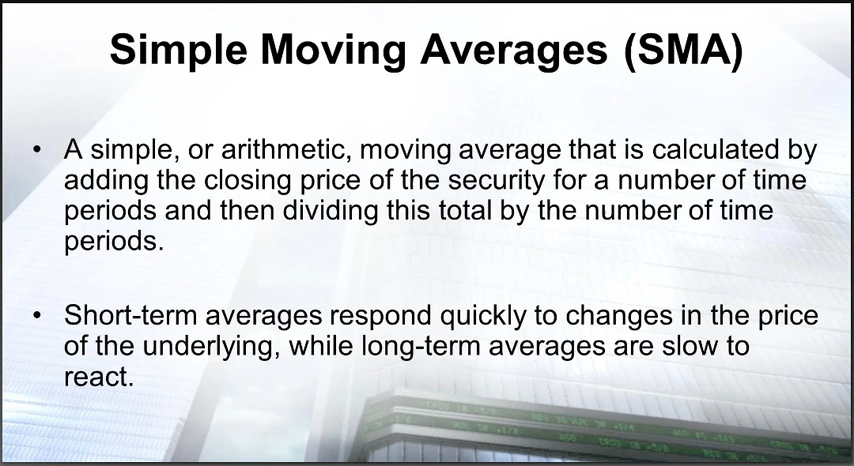 Simple Moving Averages (SMA)
• A simple, or arithmetic, moving average that is calculated by
adding the closing price of the security for a number of time
periods and then dividing this total by the number of time
periods.
• Short-term averages respond quickly to changes in the price
of the underlying, while long-term averages are slow to
react.